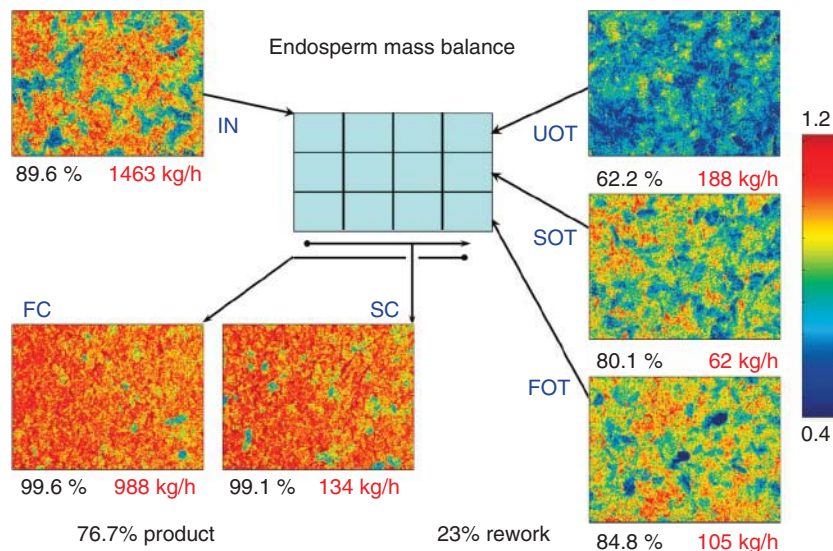 Endosperm mass balance
IN
89.6 % 1463 kg/h
UOT
62.2 % 188 kg/h
1.2
SOT
80.1 % 62 kg/h
FC
99.6 % 988 kg/h
SC
99.1 % 134 kg/h
FOT
84.8 % 105 kg/h
0.4
76.7% product
23% rework